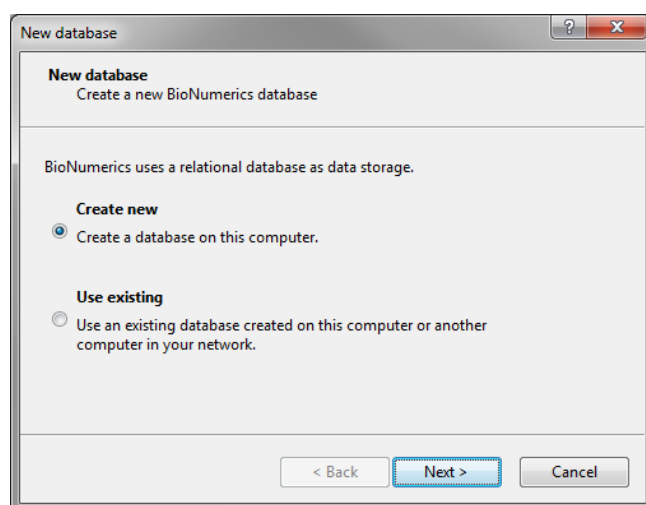 New database
New database
Create a new BioNumerics database
BioNumerics uses a relational database as data storage.
Create new
Create a database on this computer.
Use existing
Use an existing database created on this computer or another
computer in your network.
< Back
Next >
Cancel